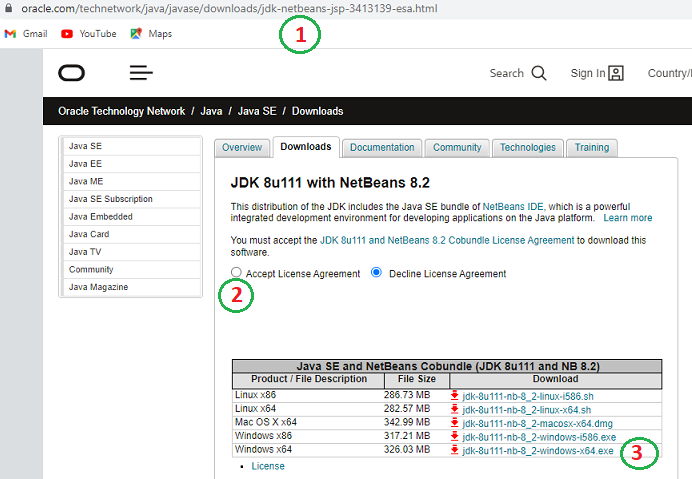 oracle.com/technetwork/java/javase/downloads/jdk-netbeans-jsp-3413139-esa.html
Gmail YouTube Maps 1
Search Sign In Country/
Oracle Technology Network / Java / Java SE / Downloads
Java SE
Java EE
Java ME
Java SE Subscription
Java Embedded
Java Card
Java TV
Community
Java Magazine
Overview Downloads Documentation Community Technologies Training
JDK 8u111 with NetBeans 8.2
This distribution of the JDK includes the Java SE bundle of NetBeans IDE, which is a powerful
integrated development environment for developing applications on the Java platform. Learn more
You must accept the JDK 8u111 and NetBeans 8.2 Cobundle License Agreement to download this
software.
Accept License Agreement Decline License Agreement
2
Java SE and NetBeans Cobundle (JDK 8u111 and NB 8.2)
Product / File Description File Size Download
Linux x86 286.73 MB jdk-8u111-nb-8_2-linux-i586.sh
Linux x64 282.57 MB jdk-8u111-nb-8_2-linux-x64.sh
Mac OS X x64 342.99 MB jdk-8u111-nb-8_2-macosx-x64.dmg
Windows x86 317.21 MB jdk-8u111-nb-8_2-windows-i586.exe
Windows x64 326.03 MB jdk-8u111-nb-8_2-windows-x64.exe 3
License